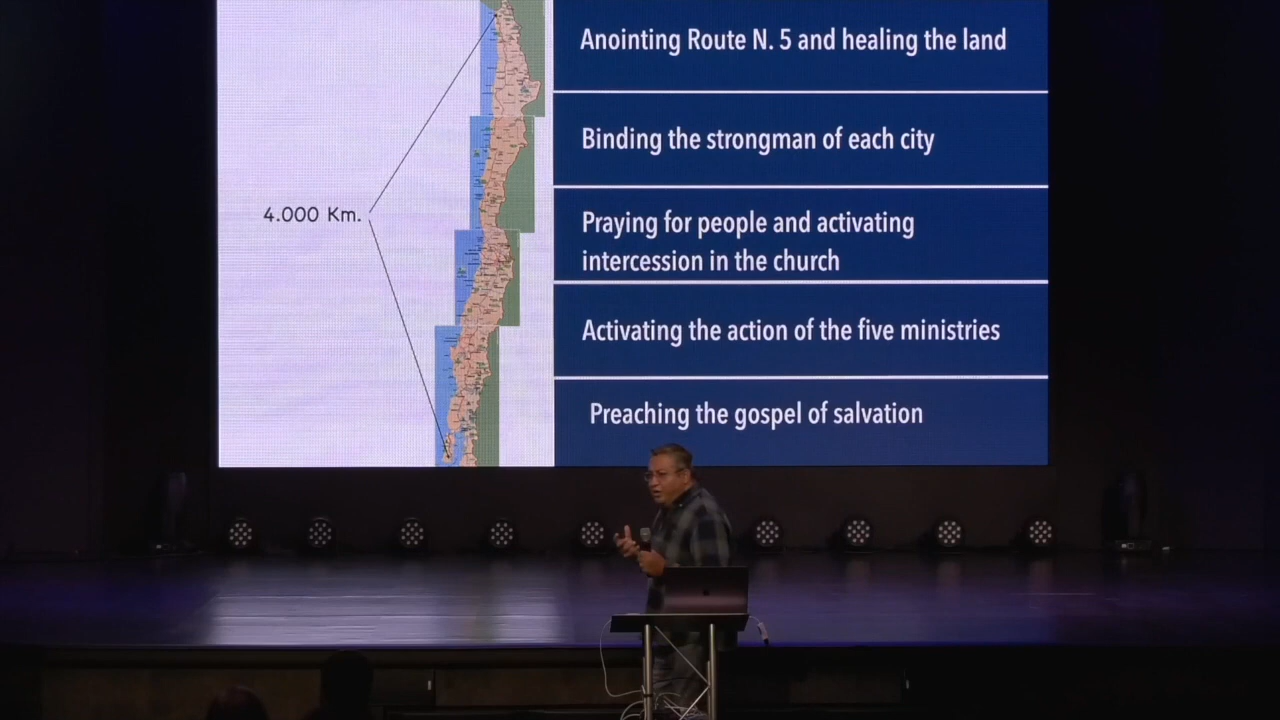 Anointing Route N. 5 and healing the land
Binding the strongman of each city
4.000 Km.
Praying for people and activating
intercession in the church
Activating the action of the five ministries
Preaching the gospel of salvation